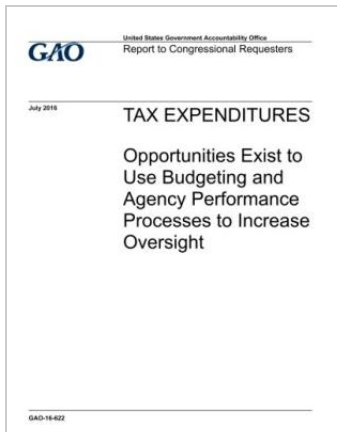 United States Government Accountability Office
GAO
Report to Congressional Requesters
July 2016
TAX EXPENDITURES
Opportunities Exist to
Use Budgeting and
Agency Performance
Processes to Increase
Oversight
GAO-16-622